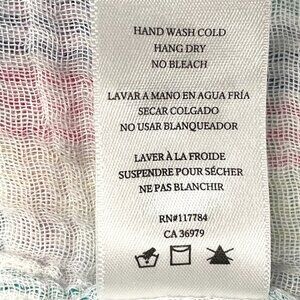 HAND WASH COLD
HANG DRY
NO BLEACH
LAVAR A MANO EN AGUA FRÍA
SECAR COLGADO
NO USAR BLANQUEADOR
LAVER À LA FROIDE
SUSPENDRE POUR SÉCHER
NE PAS BLANCHIR
RN#117784
CA 36979